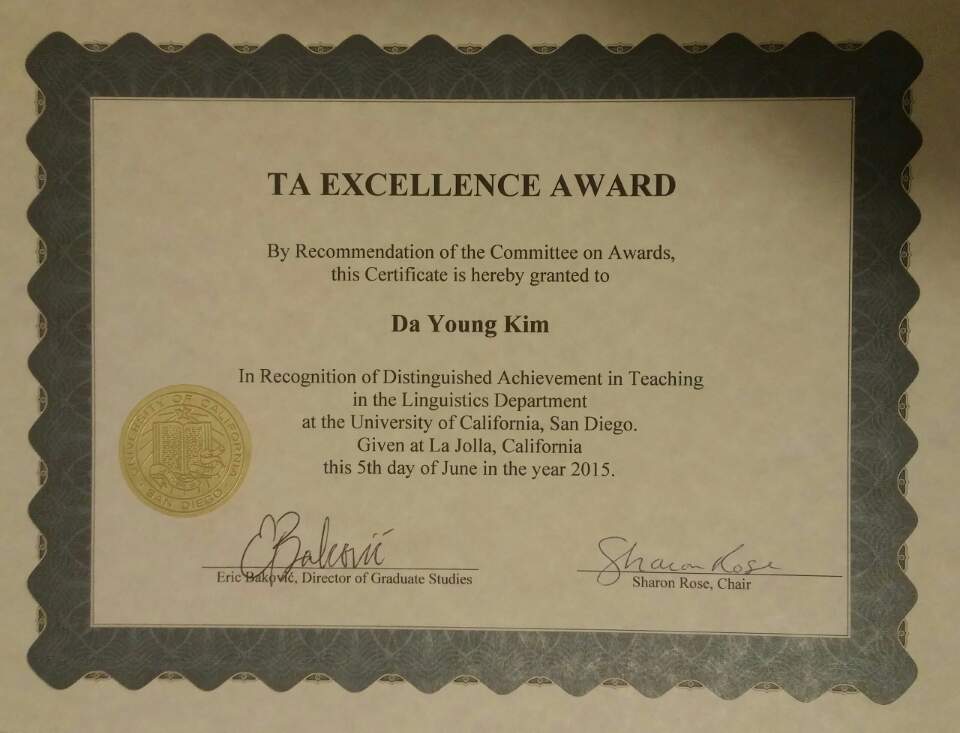 TA EXCELLENCE AWARD
By Recommendation of the Committee on Awards,
this Certificate is hereby granted to
Da Young Kim
In Recognition of Distinguished Achievement in Teaching
in the Linguistics Department
at the University of California, San Diego.
Given at La Jolla, California
this 5th day of June in the year 2015.
UNIVERSITY OF CALIFORNIA
SAN DIEGO
EBaković
Eric Baković, Director of Graduate Studies
Sharon Rose
Sharon Rose, Chair